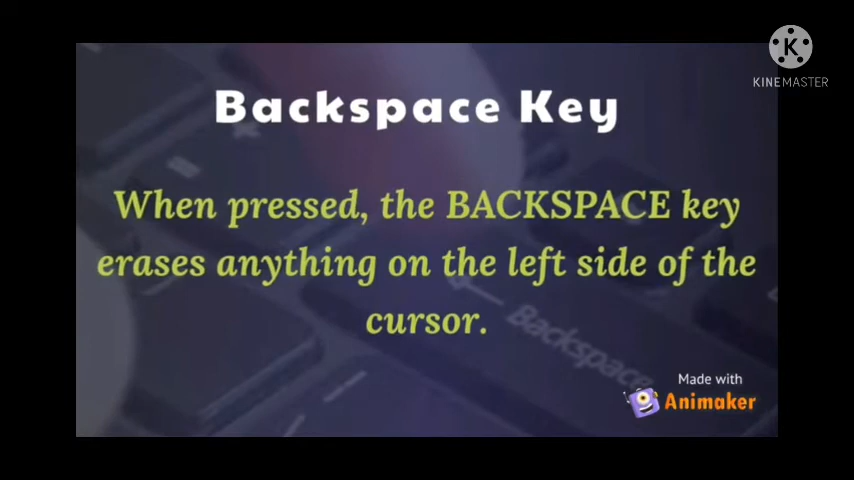 K
KINEMASTER
Backspace Key
When pressed, the BACKSPACE key
erases anything on the left side of the
cursor.
Backspace
Made with
Animaker